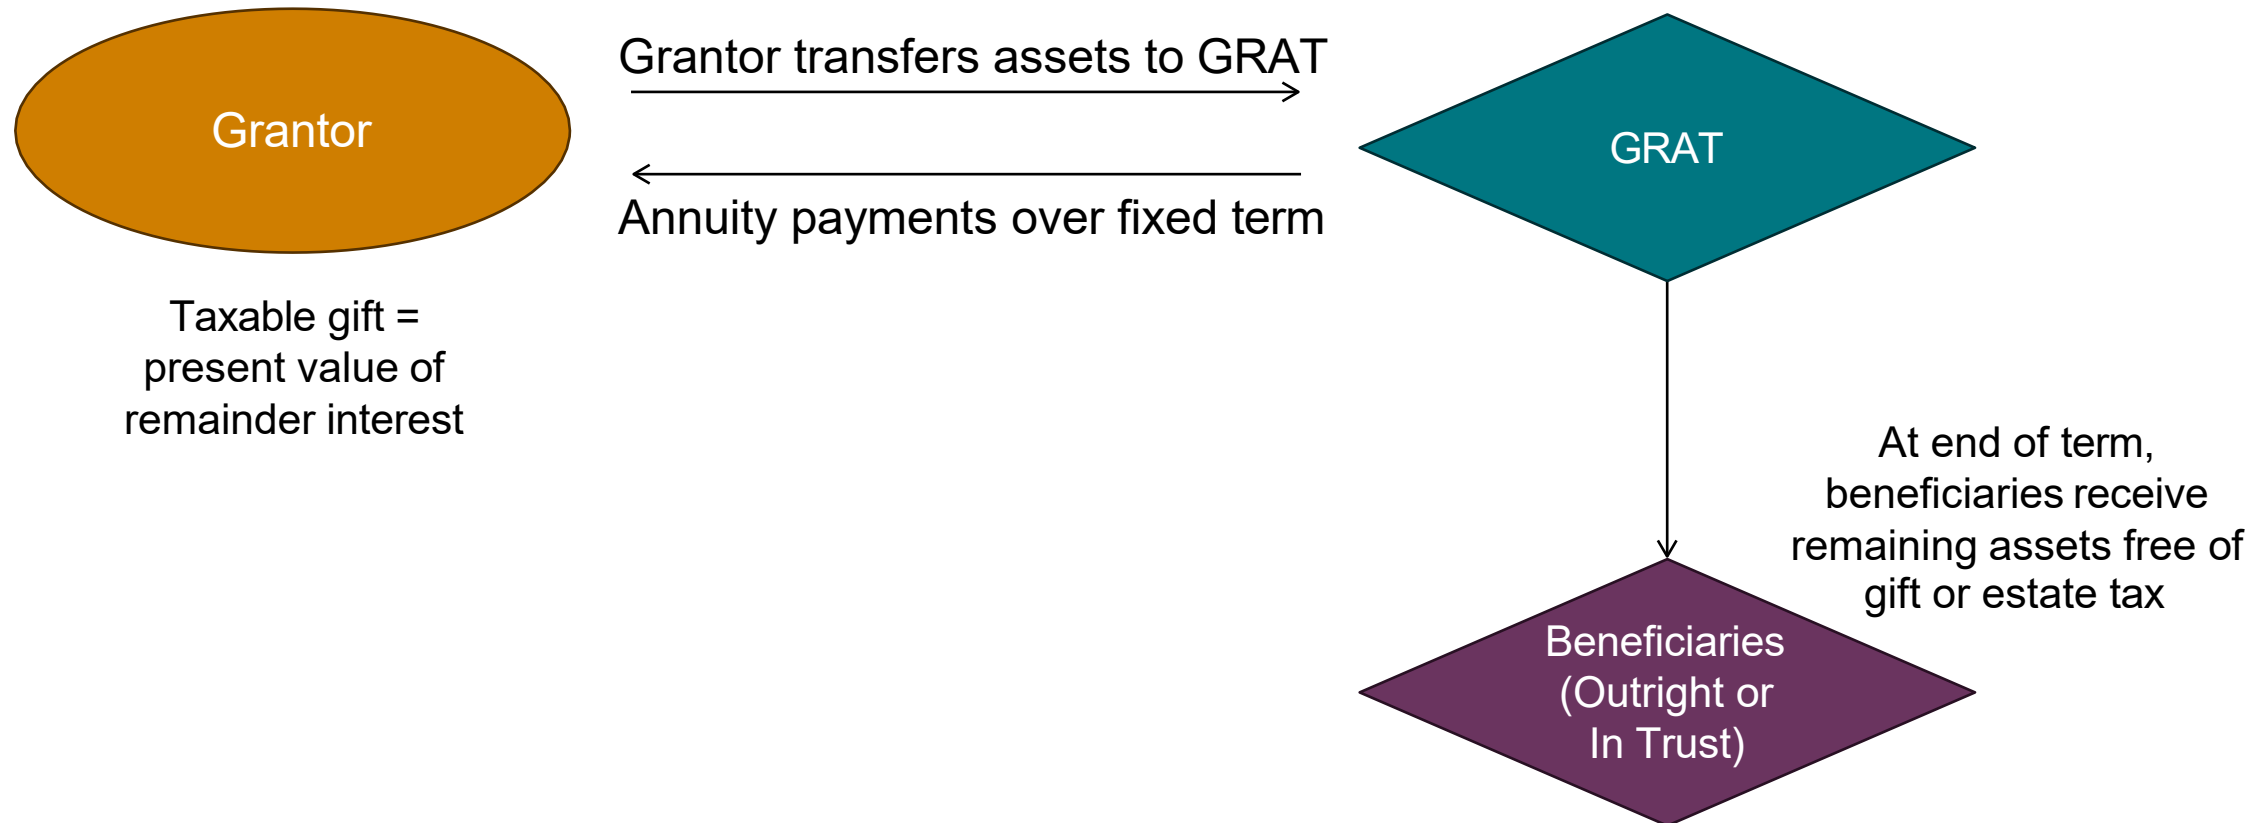 Grantor
Grantor transfers assets to GRAT
Annuity payments over fixed term
GRAT
Taxable gift =
present value of
remainder interest
At end of term,
beneficiaries receive
remaining assets free of
gift or estate tax
Beneficiaries
(Outright or
In Trust)